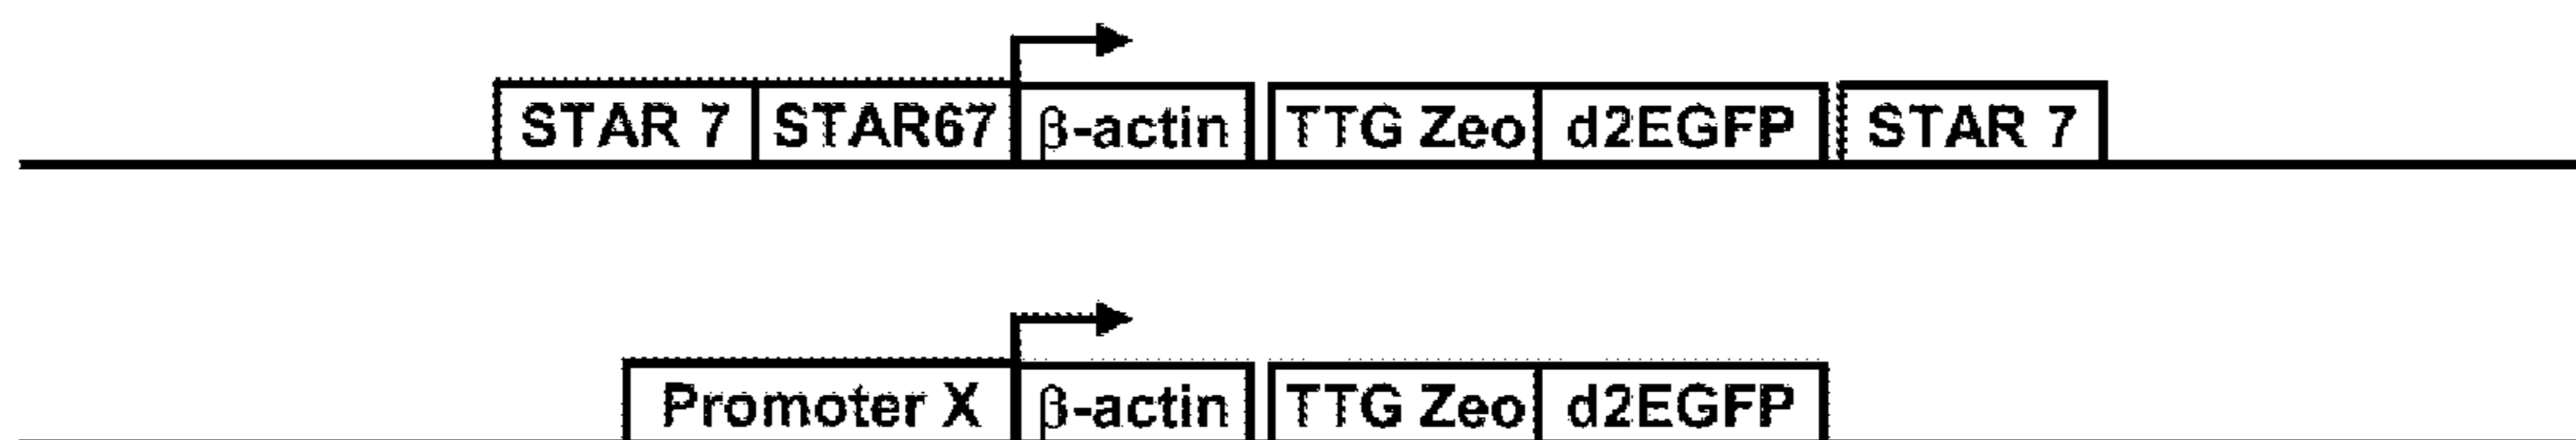 STAR 7 STAR67 β-actin TTG Zeo d2EGFP STAR 7
Promoter X β-actin TTG Zeo d2EGFP